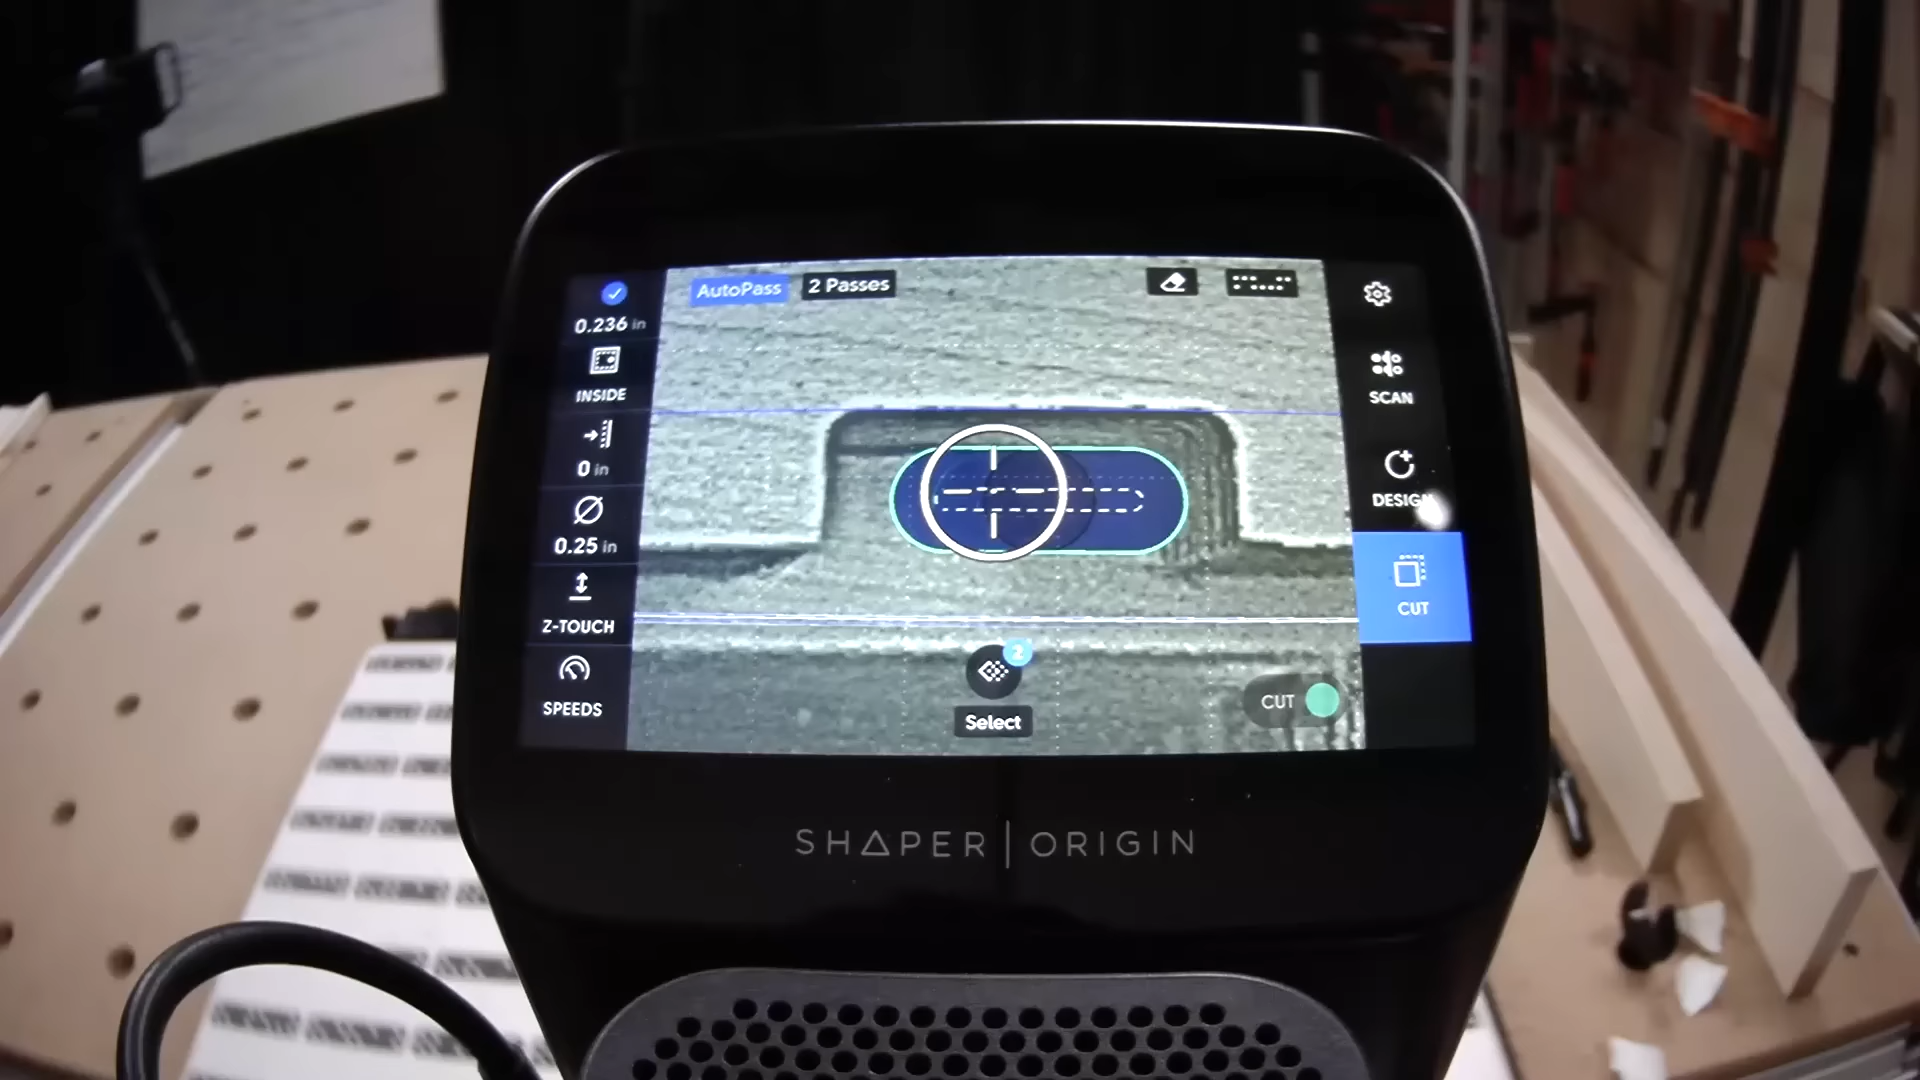 AutoPass
2 Passes
0.236 in
INSIDE
0 in
0.25 in
Z-TOUCH
SPEEDS
SCAN
DESIGN
CUT
2
Select
CUT
SHAPER | ORIGIN